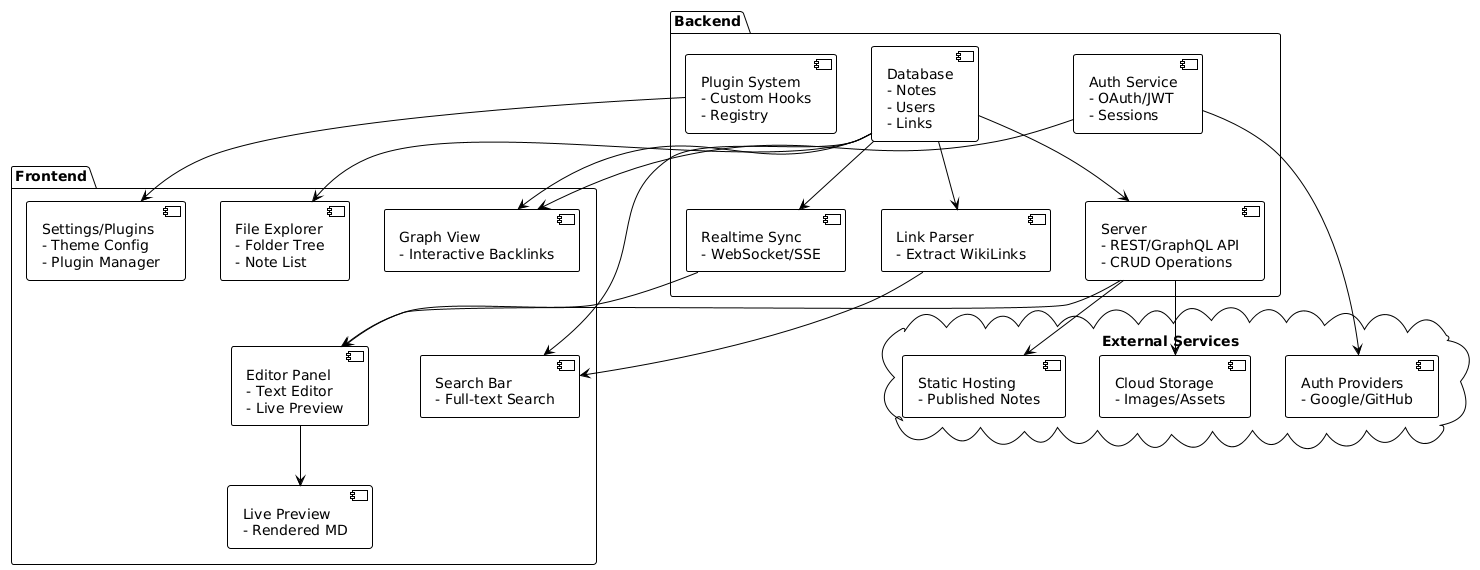 Backend
Plugin System
- Custom Hooks
- Registry
Database
- Notes
- Users
- Links
Auth Service
- OAuth/JWT
- Sessions
Frontend
Settings/Plugins
- Theme Config
- Plugin Manager
File Explorer
- Folder Tree
- Note List
Graph View
- Interactive Backlinks
Realtime Sync
- WebSocket/SSE
Link Parser
- Extract WikiLinks
Server
- REST/GraphQL API
- CRUD Operations
Editor Panel
- Text Editor
- Live Preview
Search Bar
- Full-text Search
External Services
Static Hosting
- Published Notes
Cloud Storage
- Images/Assets
Auth Providers
- Google/GitHub
Live Preview
- Rendered MD